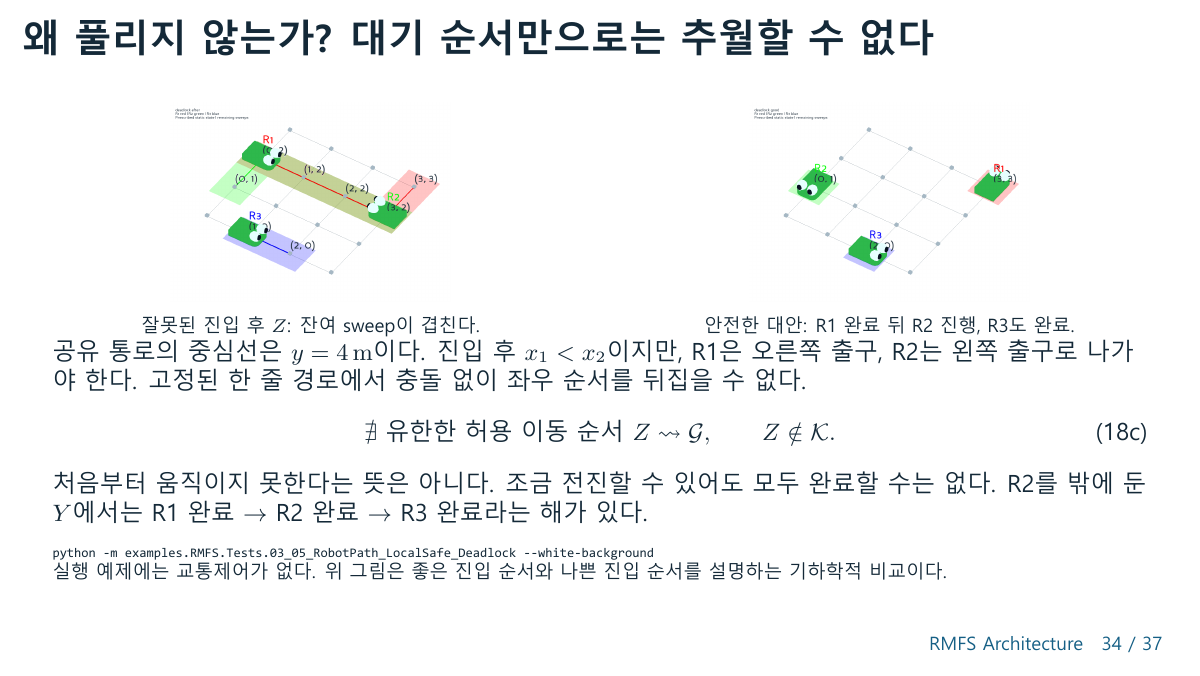 왜 풀리지 않는가? 대기 순서만으로는 추월할 수 없다
deadlock after
R1
(1, 2)
(0, 1)
(2, 2)
(3, 3)
R2
(3, 2)
R3
(2, 0)
deadlock goal
R2
(0, 1)
R1
(3, 3)
R3
잘못된 진입 후 Z: 잔여 sweep이 겹친다.
안전한 대안: R1 완료 뒤 R2 진행, R3도 완료.
공유 통로의 중심선은 y = 4 m이다. 진입 후 x₁ < x₂이지만, R1은 오른쪽 출구, R2는 왼쪽 출구로 나가
야 한다. 고정된 한 줄 경로에서 충돌 없이 좌우 순서를 뒤집을 수 없다.
∄ 유한한 허용 이동 순서 Z ⇝ 𝒢, Z ∉ 𝒦. (18c)
처음부터 움직이지 못한다는 뜻은 아니다. 조금 전진할 수 있어도 모두 완료할 수는 없다. R2를 밖에 둔
Y에서는 R1 완료 → R2 완료 → R3 완료라는 해가 있다.
python -m examples.RMFS.Tests.03_05_RobotPath_LocalSafe_Deadlock --white-background
실행 예제에는 교통제어가 없다. 위 그림은 좋은 진입 순서와 나쁜 진입 순서를 설명하는 기하학적 비교이다.
RMFS Architecture 34 / 37